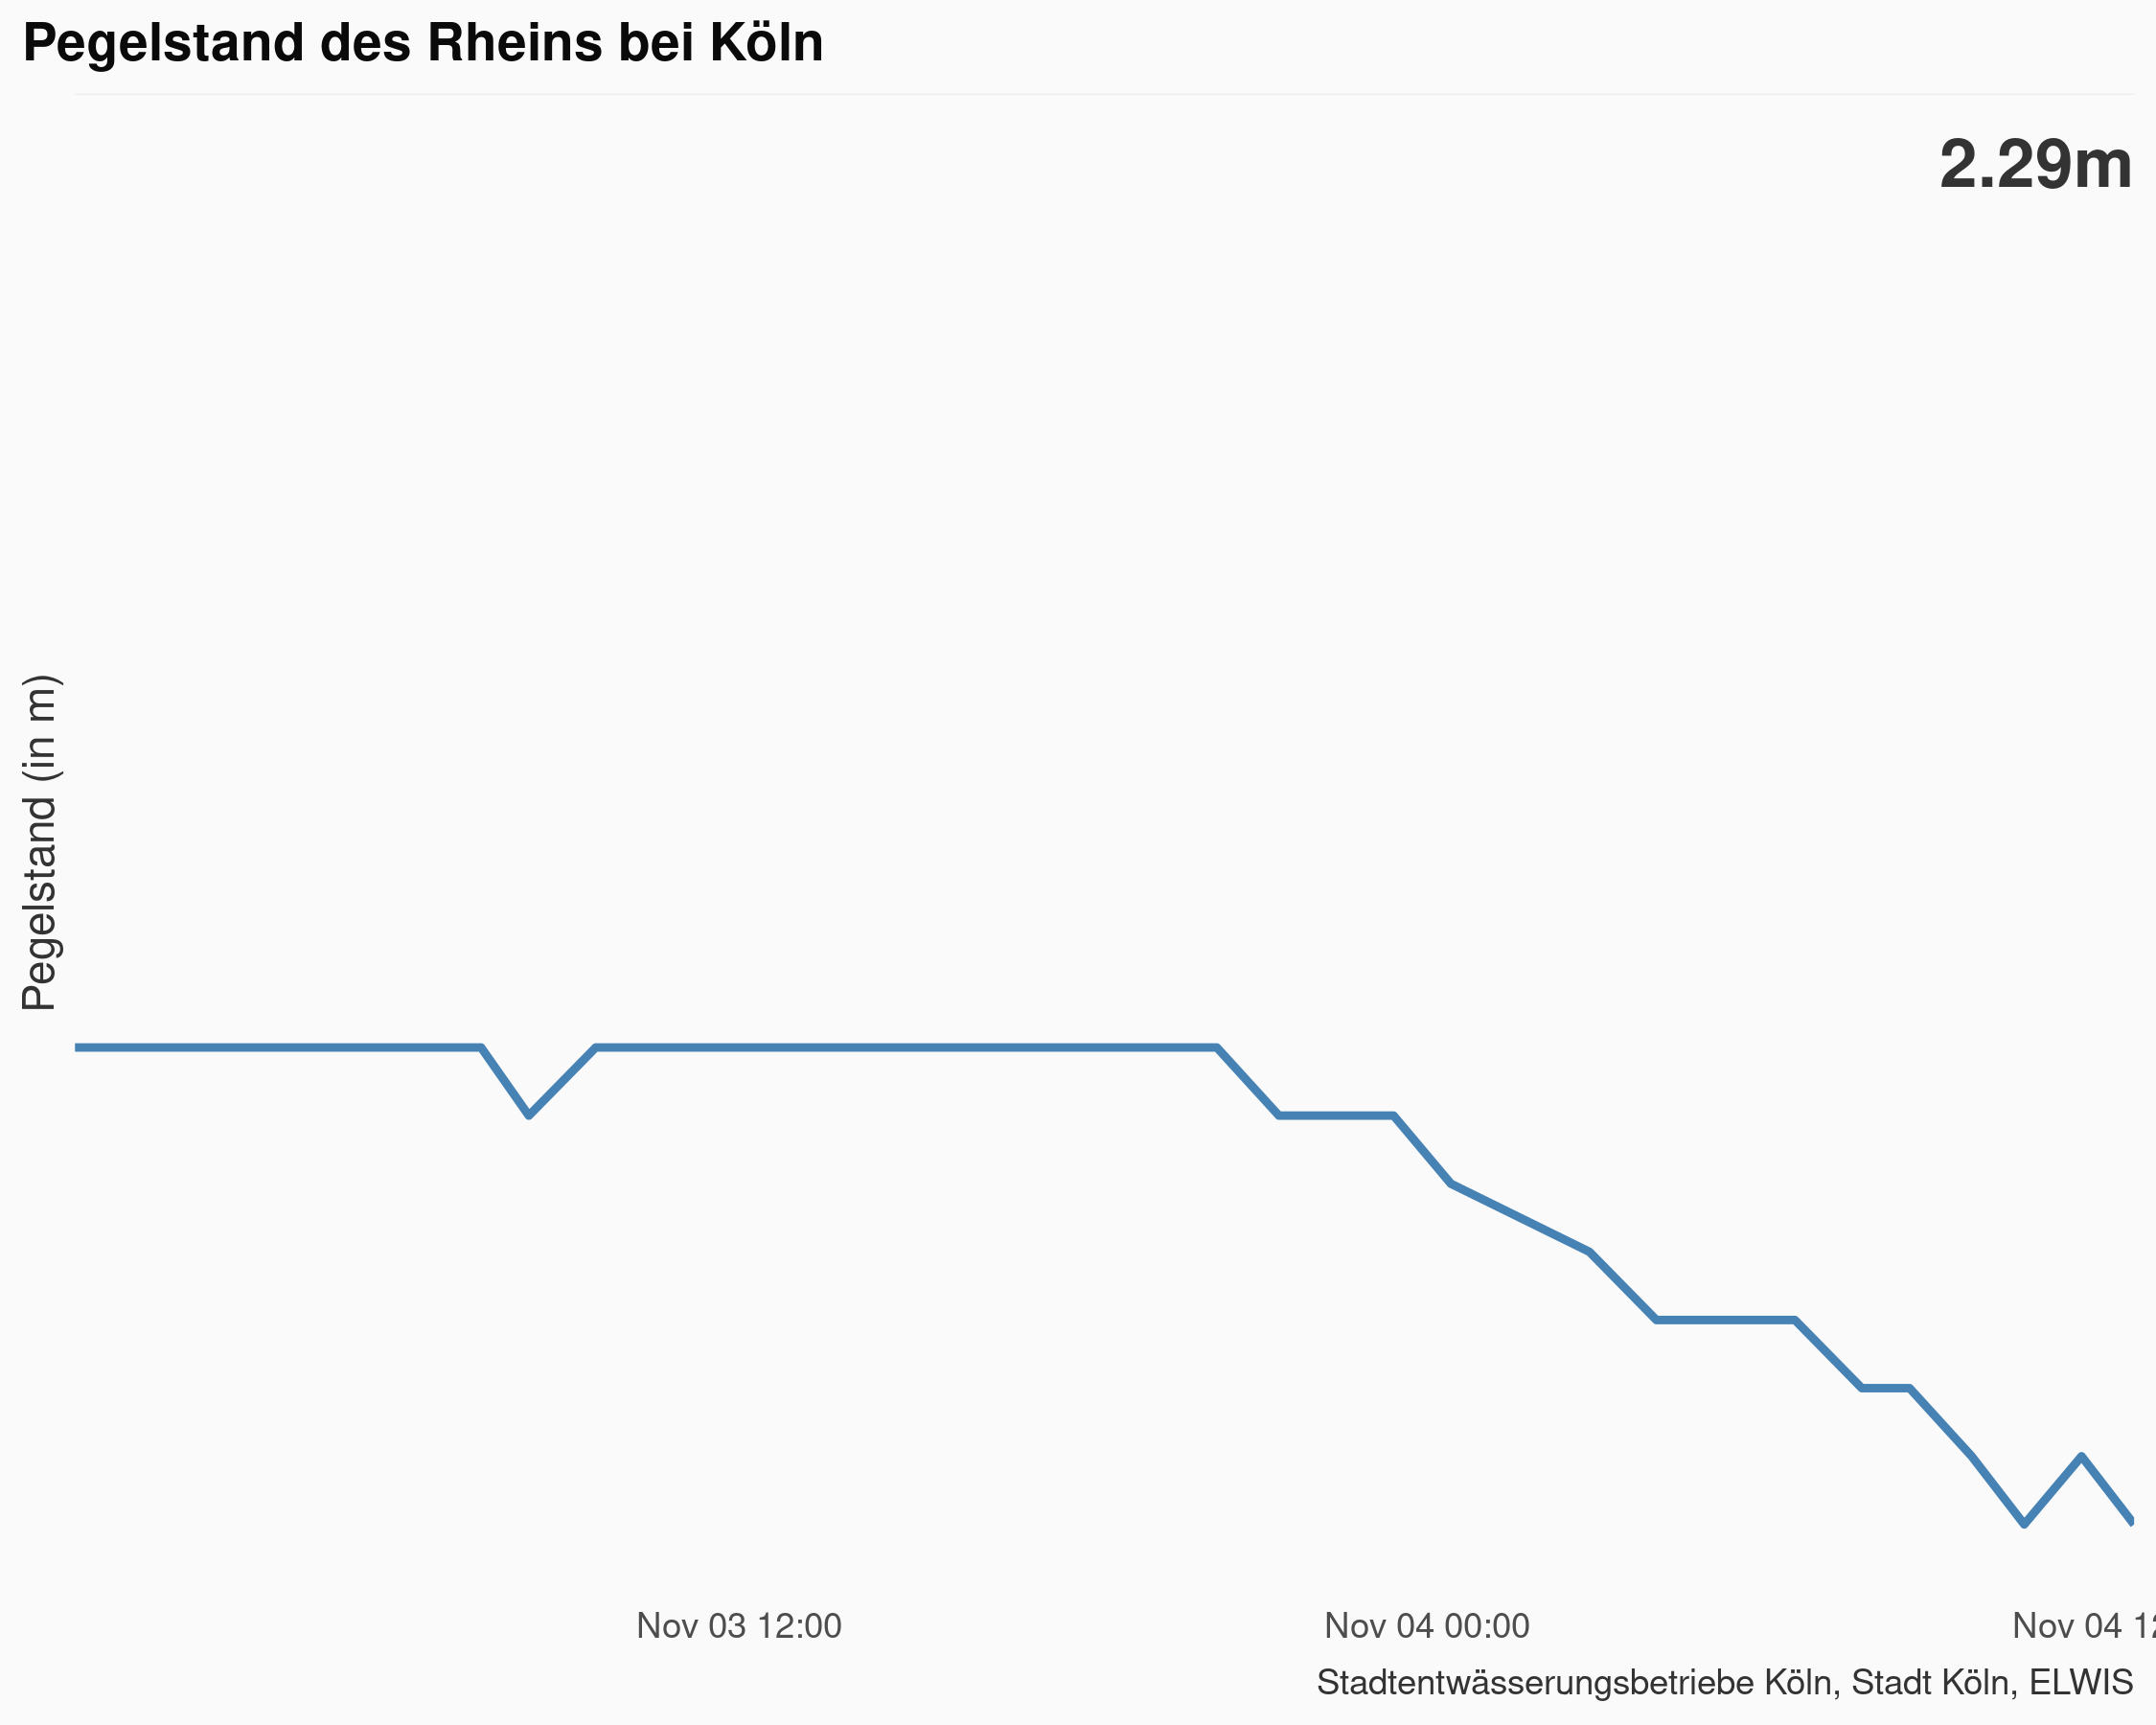 Pegelstand des Rheins bei Köln
2.29m
Pegelstand (in m)
Nov 03 12:00
Nov 04 00:00
Nov 04 12
Stadtentwässerungsbetriebe Köln, Stadt Köln, ELWIS